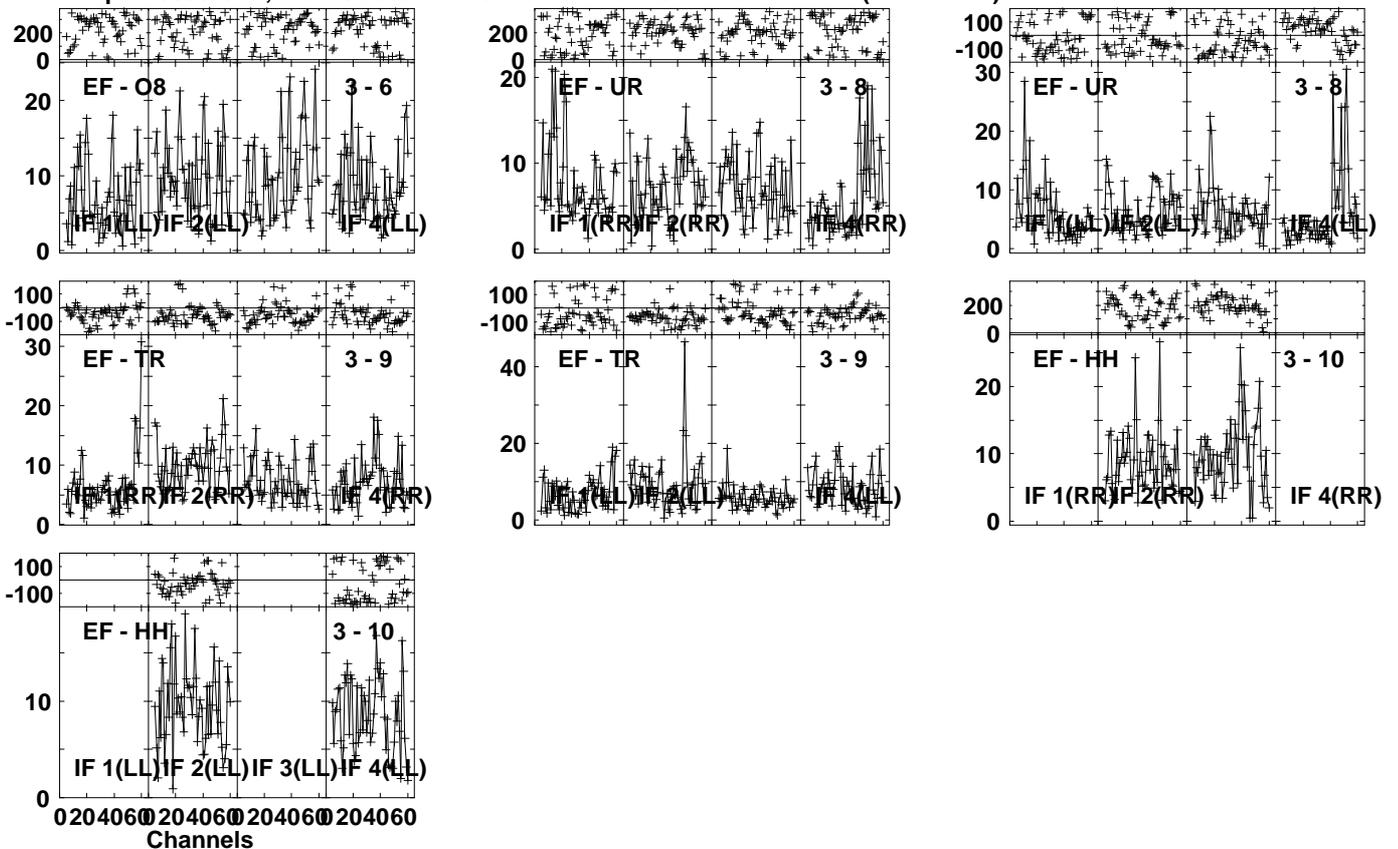 200
0
EF - O8 3 - 6
20
10
0
IF 1(LL) IF 2(LL) IF 4(LL)
200
0
EF - UR 3 - 8
20
10
0
IF 1(RR) IF 2(RR) IF 4(RR)
100
-100
EF - UR 3 - 8
30
20
10
0
IF 1(LL) IF 2(LL) IF 4(LL)
100
-100
EF - TR 3 - 9
30
20
10
0
IF 1(RR) IF 2(RR) IF 4(RR)
100
-100
EF - TR 3 - 9
40
20
0
IF 1(LL) IF 2(LL) IF 4(LL)
200
0
EF - HH 3 - 10
20
10
0
IF 1(RR) IF 2(RR) IF 4(RR)
100
-100
EF - HH 3 - 10
10
0
IF 1(LL) IF 2(LL) IF 3(LL) IF 4(LL)
0 20 40 60 0 20 40 60 0 20 40 60 0 20 40 60
Channels